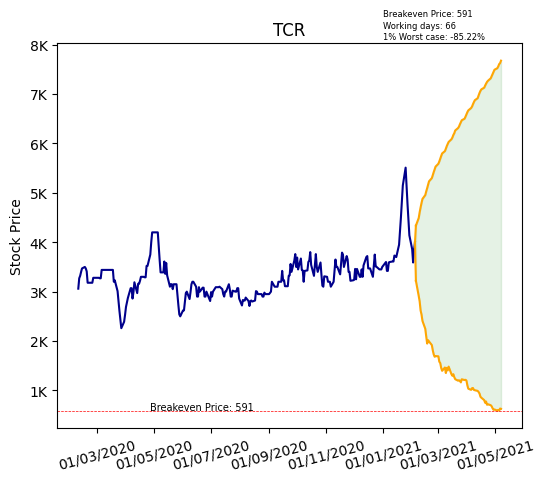 Breakeven Price: 591
Working days: 66
1% Worst case: -85.22%
TCR
Stock Price
8K
7K
6K
5K
4K
3K
2K
1K
Breakeven Price: 591
01/03/2020
01/05/2020
01/07/2020
01/09/2020
01/11/2020
01/01/2021
01/03/2021
01/05/2021